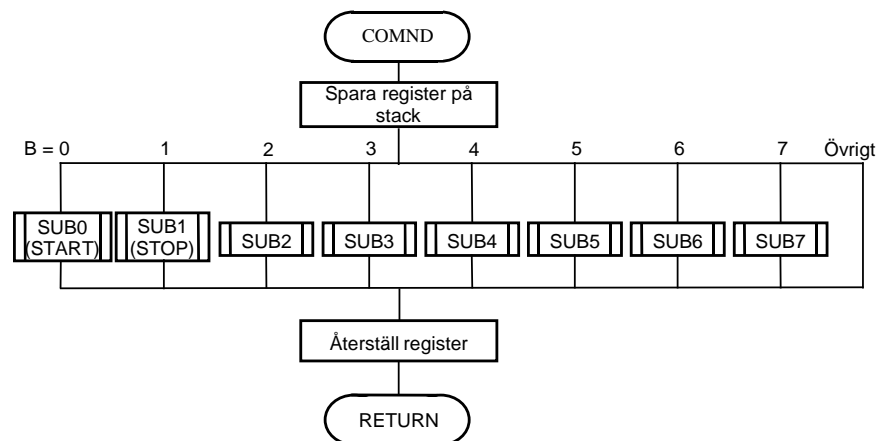 COMND
Spara register på
stack
B = 0 1 2 3 4 5 6 7 Övrigt
SUB0
(START)
SUB1
(STOP)
SUB2
SUB3
SUB4
SUB5
SUB6
SUB7
Återställ register
RETURN